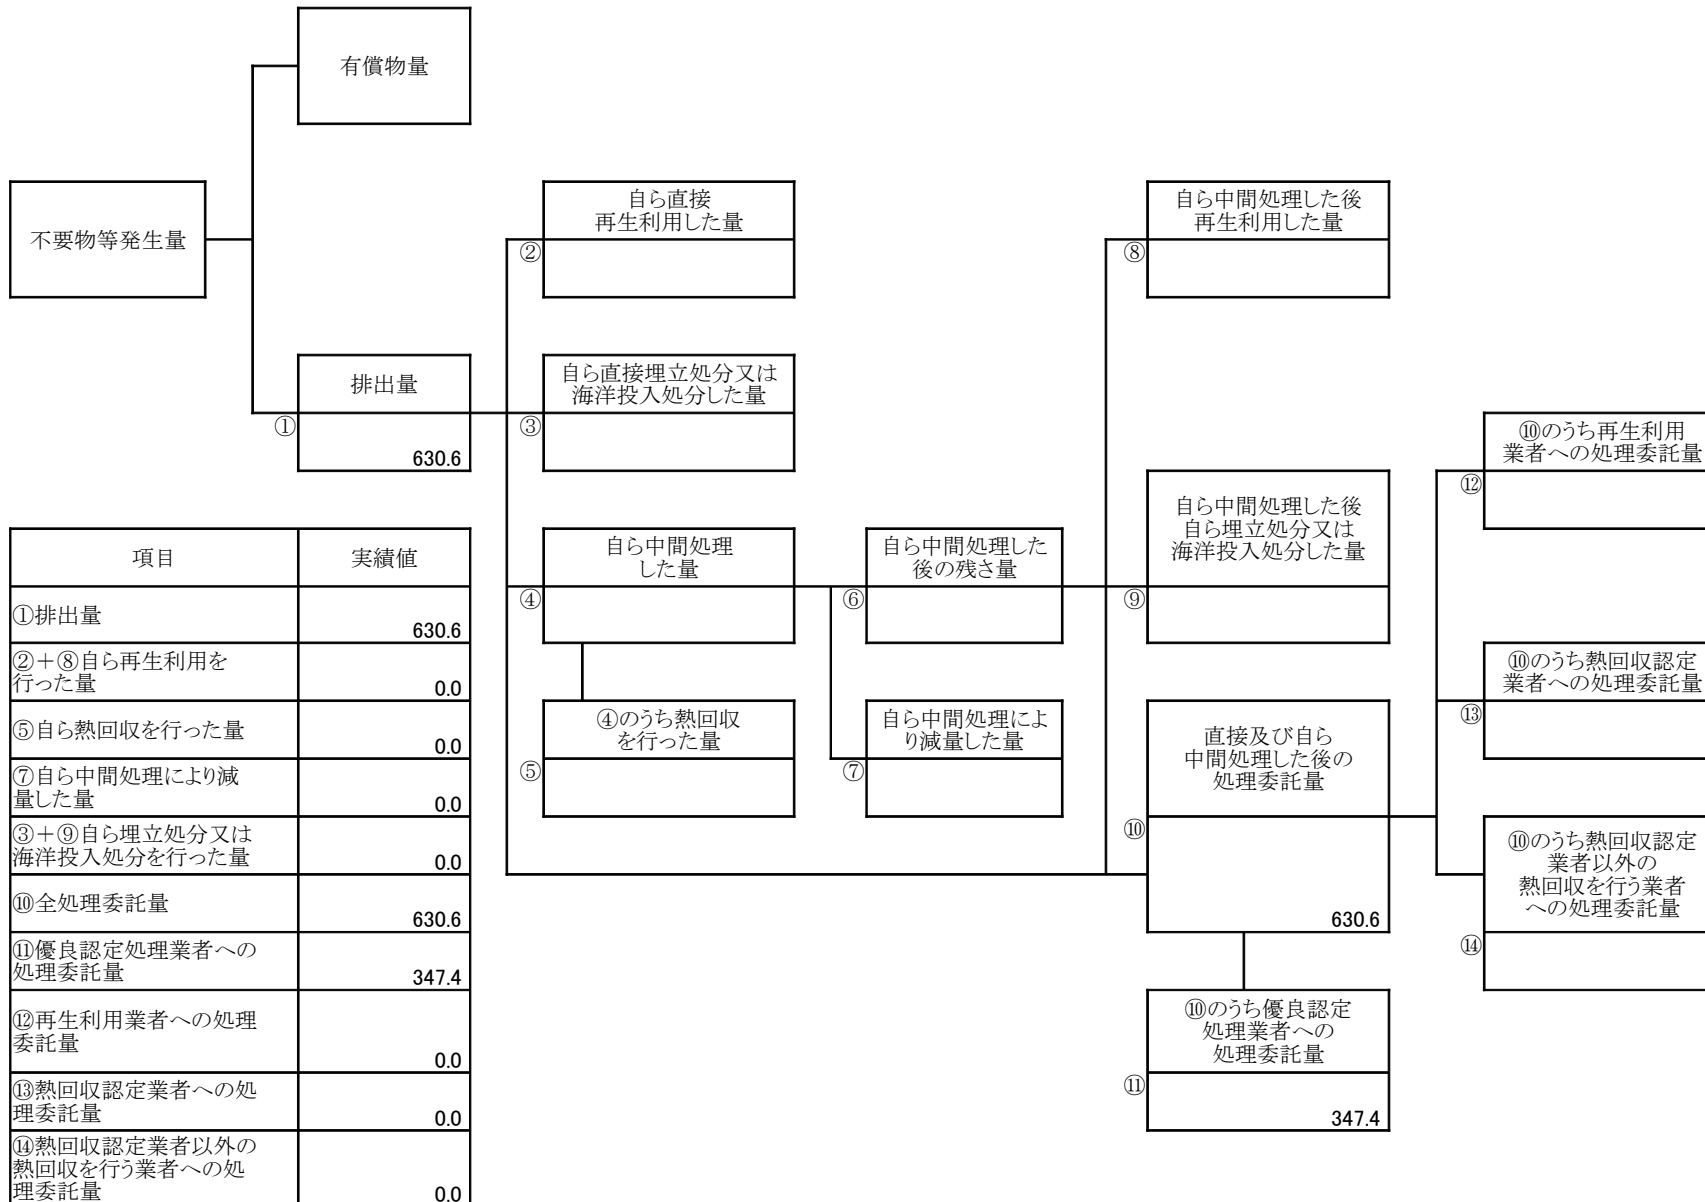 有償物量
不要物等発生量
自ら直接
再生利用した量
②
自ら中間処理した後
再生利用した量
⑧
排出量
①
630.6
自ら直接埋立処分又は
海洋投入処分した量
③
⑩のうち再生利用
業者への処理委託量
⑫
自ら中間処理
した量
④
自ら中間処理した
後の残さ量
⑥
自ら中間処理した後
自ら埋立処分又は
海洋投入処分した量
⑨
④のうち熱回収
を行った量
⑤
自ら中間処理によ
り減量した量
⑦
直接及び自ら
中間処理した後の
処理委託量
⑩
630.6
⑩のうち熱回収認定
業者への処理委託量
⑬
⑩のうち熱回収認定
業者以外の
熱回収を行う業者
への処理委託量
⑭
⑩のうち優良認定
処理業者への
処理委託量
⑪
347.4
項目 実績値
①排出量 630.6
②＋⑧自ら再生利用を
行った量 0.0
⑤自ら熱回収を行った量 0.0
⑦自ら中間処理により減
量した量 0.0
③＋⑨自ら埋立処分又は
海洋投入処分を行った量 0.0
⑩全処理委託量 630.6
⑪優良認定処理業者への
処理委託量 347.4
⑫再生利用業者への処理
委託量 0.0
⑬熱回収認定業者への処
理委託量 0.0
⑭熱回収認定業者以外の
熱回収を行う業者への処
理委託量 0.0